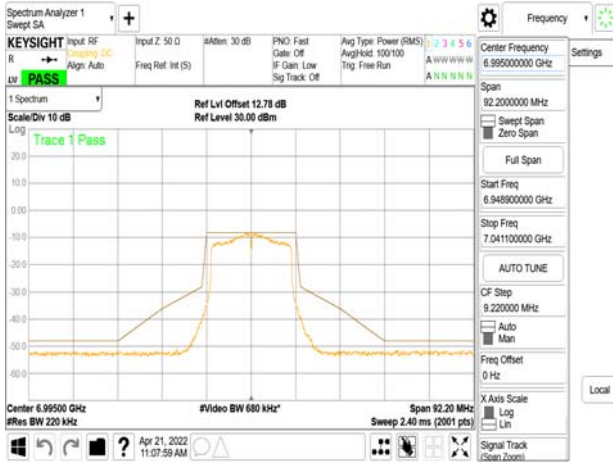 Spectrum Analyzer 1
Swept SA
Frequency
KEYSIGHT
R
LU
PASS
Input: RF
Coupling: DC
Align: Auto
Input Z: 50 Ω
Freq Ref: Int (S)
#Atten: 30 dB
PNO: Fast
Gate: Off
IF Gain: Low
Sig Track: Off
Avg Type: Power (RMS)
Avg|Hold: 100/100
Trig: Free Run
1 2 3 4 5 6
A W W W W W
A N N N N N
Center Frequency
6.995000000 GHz
Settings
Span
92.2000000 MHz
Swept Span
Zero Span
Full Span
Start Freq
6.948900000 GHz
Stop Freq
7.041100000 GHz
AUTO TUNE
CF Step
9.220000 MHz
Auto
Man
Freq Offset
0 Hz
X Axis Scale
Log
Lin
Signal Track
(Span Zoom)
Local
1 Spectrum
Scale/Div 10 dB
Ref Lvl Offset 12.78 dB
Ref Level 30.00 dBm
Log
Trace 1 Pass
20.0
10.0
0.00
-10.0
-20.0
-30.0
-40.0
-50.0
-60.0
Center 6.99500 GHz
#Res BW 220 kHz
#Video BW 680 kHz*
Span 92.20 MHz
Sweep 2.40 ms (2001 pts)
?
Apr 21, 2022
11:07:59 AM